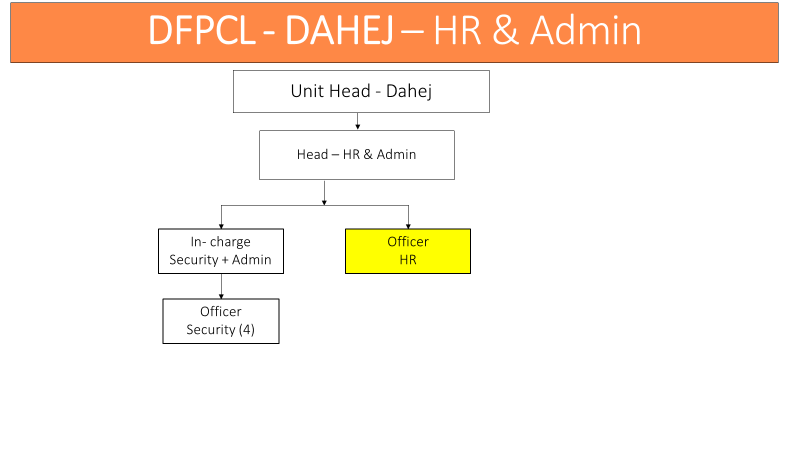 DFPCL - DAHEJ – HR & Admin
Unit Head - Dahej
Head – HR & Admin
In- charge
Security + Admin
Officer
HR
Officer
Security (4)